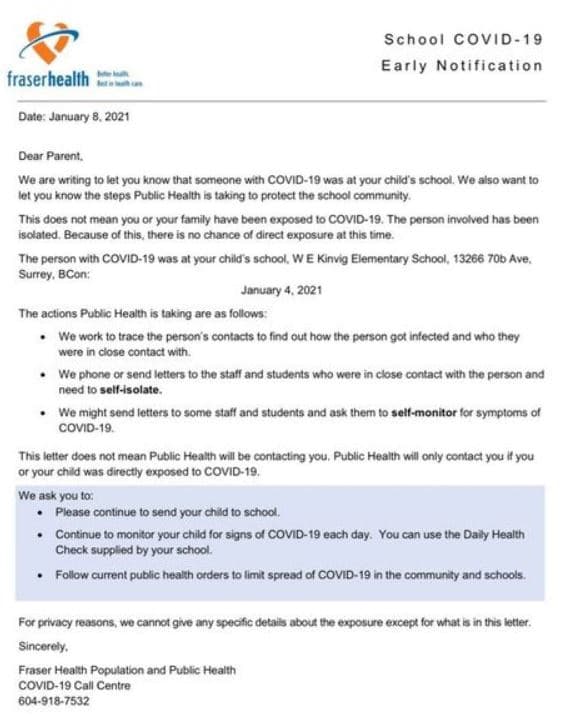 School COVID-19
Early Notification
fraserhealth
Better health.
Best in health care.
Date: January 8, 2021
Dear Parent,
We are writing to let you know that someone with COVID-19 was at your child's school. We also want to
let you know the steps Public Health is taking to protect the school community.
This does not mean you or your family have been exposed to COVID-19. The person involved has been
isolated. Because of this, there is no chance of direct exposure at this time.
The person with COVID-19 was at your child's school, W E Kinvig Elementary School, 13266 70b Ave,
Surrey, BCon:
January 4, 2021
The actions Public Health is taking are as follows:
• We work to trace the person's contacts to find out how the person got infected and who they
were in close contact with.
• We phone or send letters to the staff and students who were in close contact with the person and
need to self-isolate.
• We might send letters to some staff and students and ask them to self-monitor for symptoms of
COVID-19.
This letter does not mean Public Health will be contacting you. Public Health will only contact you if you
or your child was directly exposed to COVID-19.
We ask you to:
• Please continue to send your child to school.
• Continue to monitor your child for signs of COVID-19 each day. You can use the Daily Health
Check supplied by your school.
• Follow current public health orders to limit spread of COVID-19 in the community and schools.
For privacy reasons, we cannot give any specific details about the exposure except for what is in this letter.
Sincerely,
Fraser Health Population and Public Health
COVID-19 Call Centre
604-918-7532